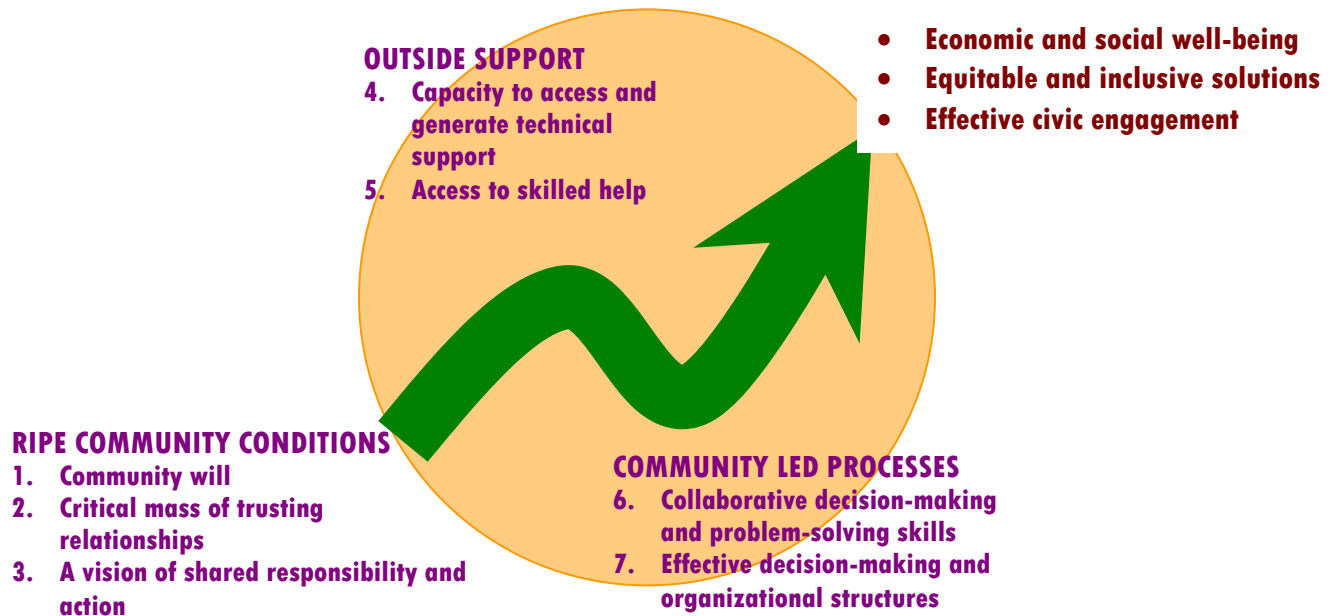 OUTSIDE SUPPORT
4. Capacity to access and
generate technical
support
5. Access to skilled help
• Economic and social well-being
• Equitable and inclusive solutions
• Effective civic engagement
RIPE COMMUNITY CONDITIONS
1. Community will
2. Critical mass of trusting
relationships
3. A vision of shared responsibility and
action
COMMUNITY LED PROCESSES
6. Collaborative decision-making
and problem-solving skills
7. Effective decision-making and
organizational structures